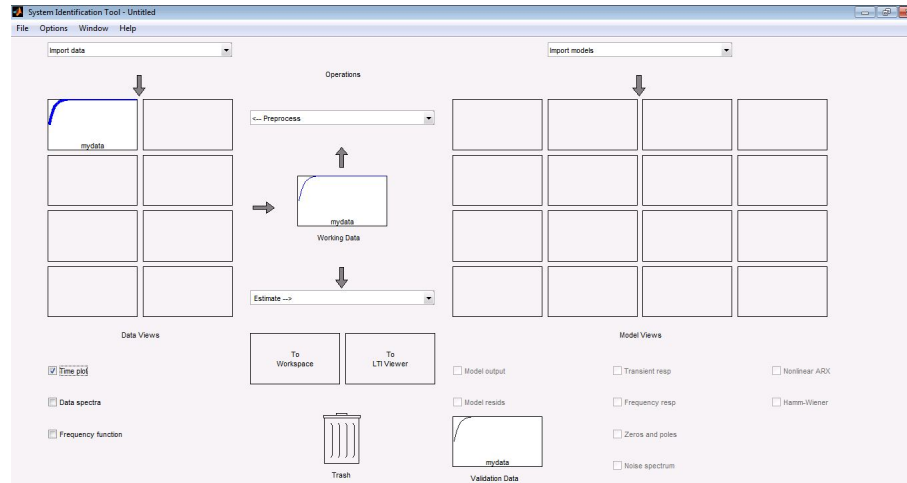 System Identification Tool - Untitled
File Options Window Help
Import data
Import models
Operations
<-- Preprocess
mydata
mydata
Working Data
Estimate -->
Data Views
Model Views
To
Workspace
To
LTI Viewer
Time plot
Data spectra
Frequency function
Model output
Transient resp
Nonlinear ARX
Model resids
Frequency resp
Hamm-Wiener
Zeros and poles
Noise spectrum
Trash
mydata
Validation Data